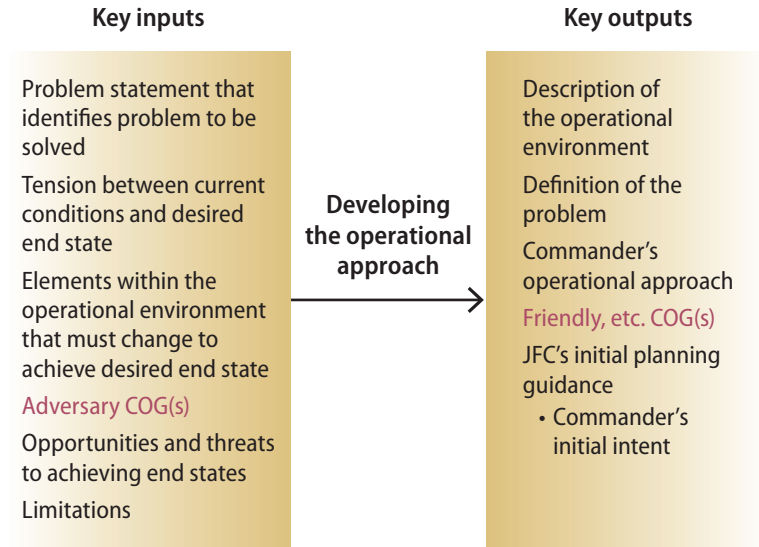 Key inputs
Problem statement that
identifies problem to be
solved
Tension between current
conditions and desired
end state
Elements within the
operational environment
that must change to
achieve desired end state
Adversary COG(s)
Opportunities and threats
to achieving end states
Limitations
Developing
the operational
approach
Key outputs
Description of
the operational
environment
Definition of the
problem
Commander’s
operational approach
Friendly, etc. COG(s)
JFC’s initial planning
guidance
• Commander’s
initial intent